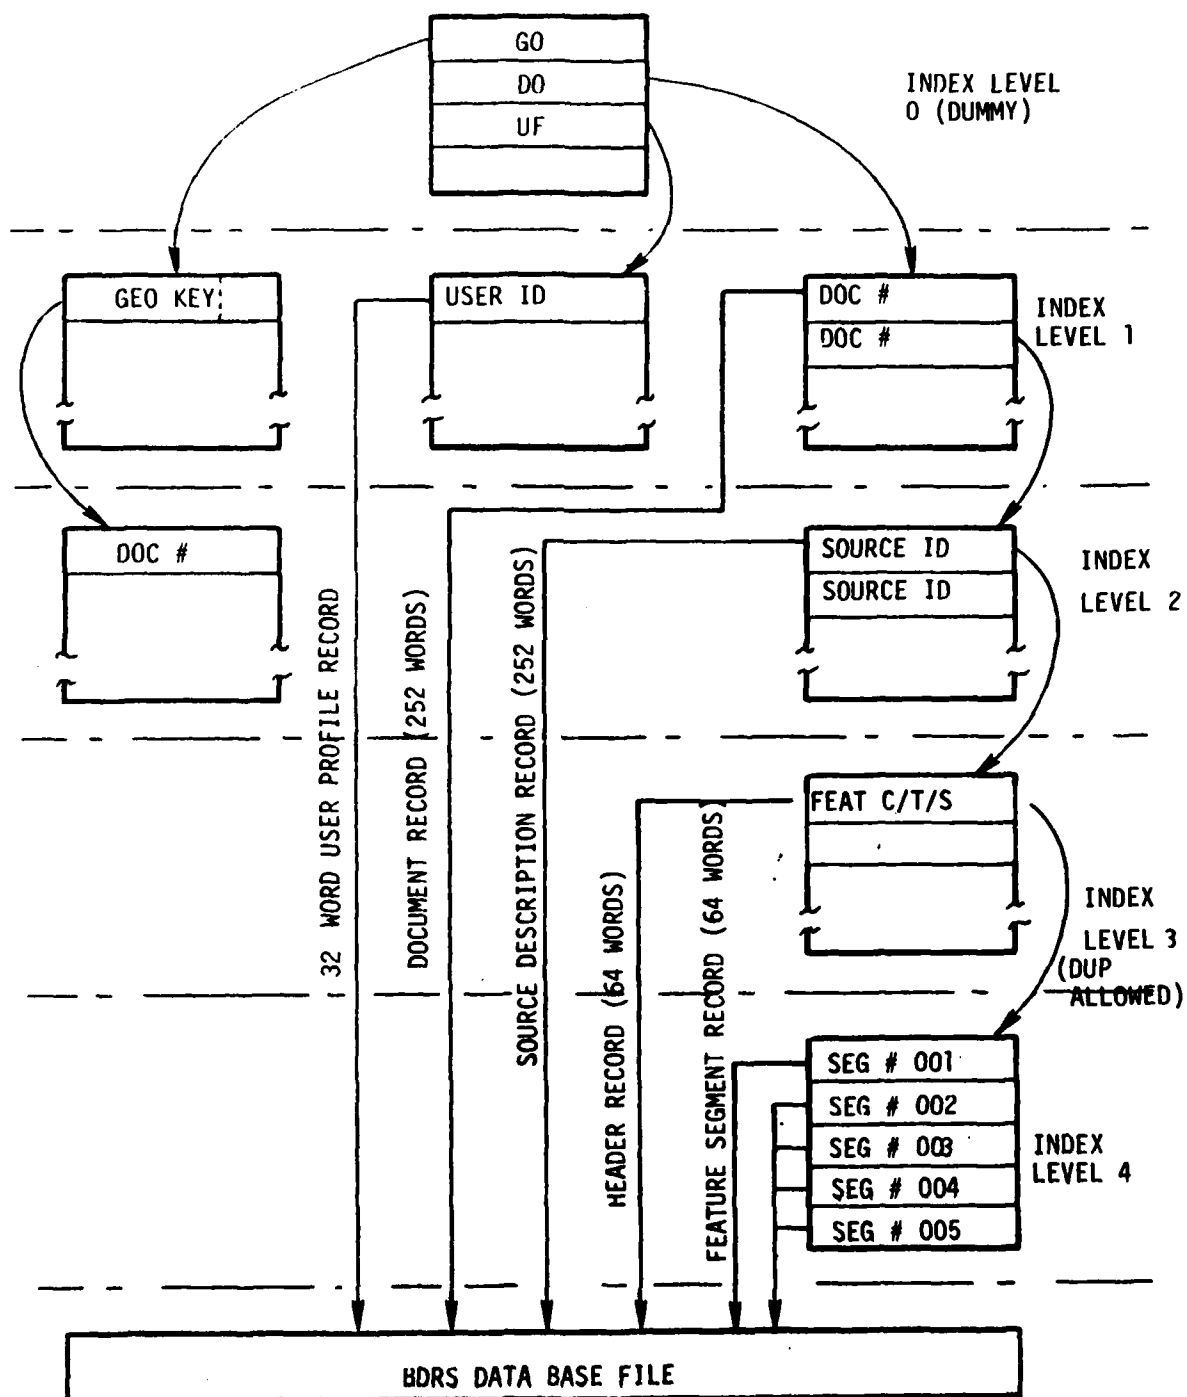 GO
DO
UF
INDEX LEVEL
0 (DUMMY)
GEO KEY
USER ID
DOC #
DOC #
INDEX
LEVEL 1
DOC #
SOURCE ID
SOURCE ID
INDEX
LEVEL 2
32 WORD USER PROFILE RECORD
DOCUMENT RECORD (252 WORDS)
SOURCE DESCRIPTION RECORD (252 WORDS)
HEADER RECORD (64 WORDS)
FEATURE SEGMENT RECORD (64 WORDS)
FEAT C/T/S
INDEX
LEVEL 3
(DUP
ALLOWED)
SEG # 001
SEG # 002
SEG # 003
SEG # 004
SEG # 005
INDEX
LEVEL 4
BDRS DATA BASE FILE